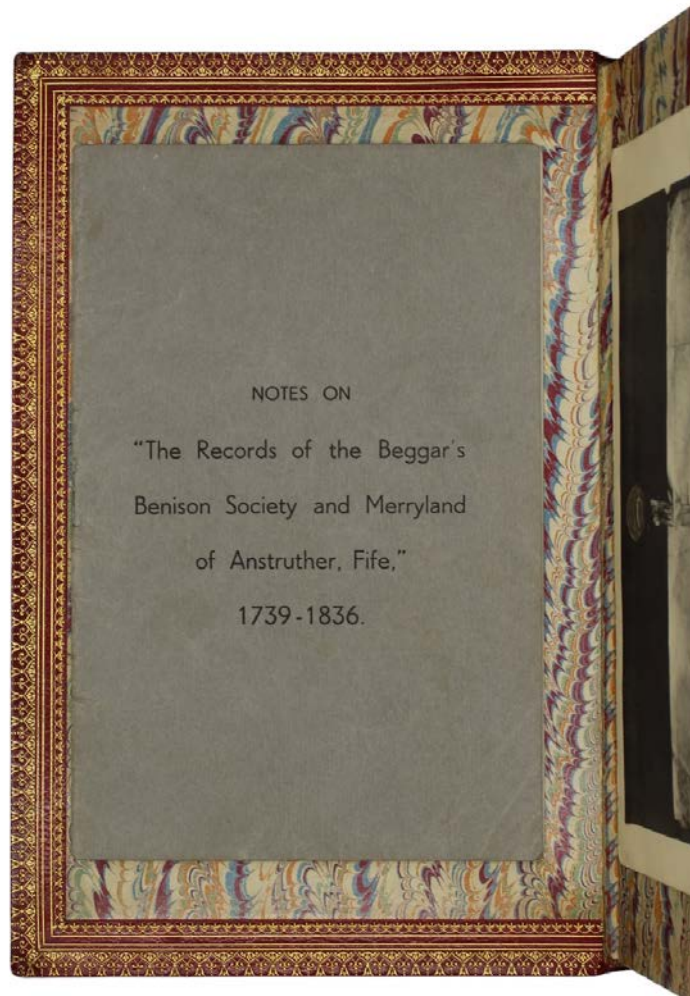 NOTES ON
“The Records of the Beggar's
Benison Society and Merryland
of Anstruther, Fife,”
1739-1836.